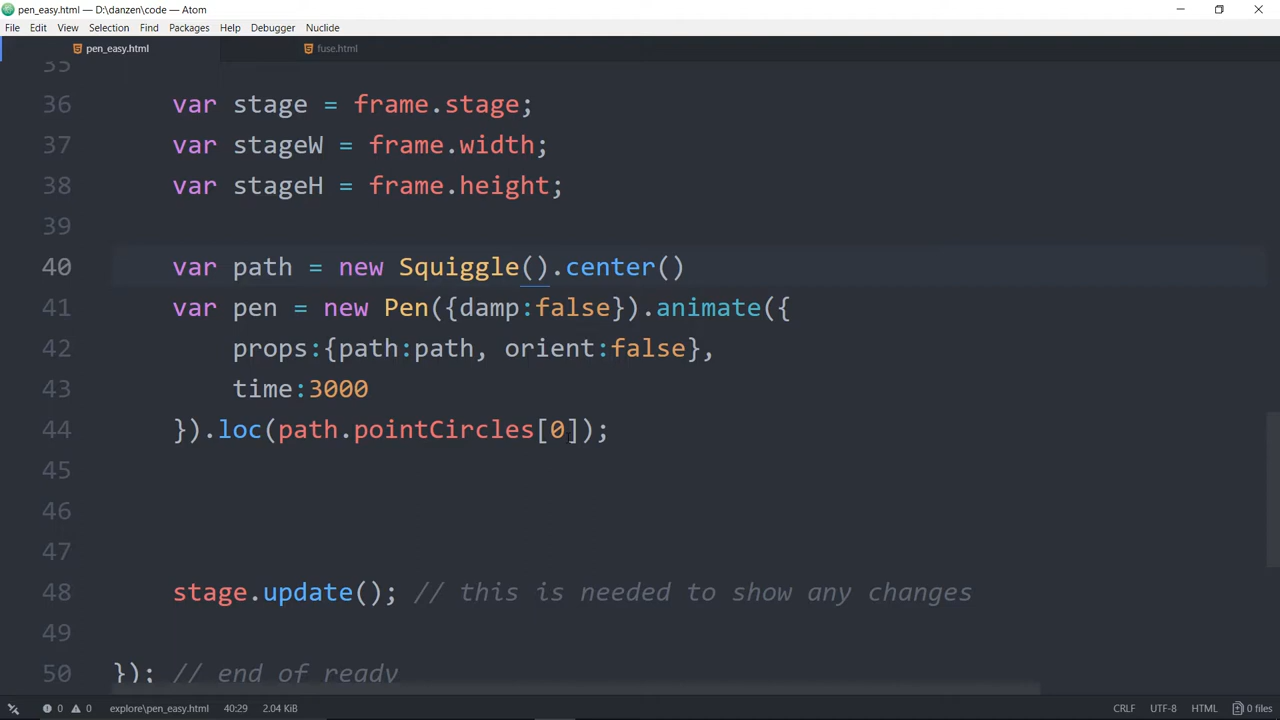 pen_easy.html — D:\danzen\code — Atom
File Edit View Selection Find Packages Help Debugger Nuclide
pen_easy.html fuse.html
35
36 var stage = frame.stage;
37 var stageW = frame.width;
38 var stageH = frame.height;
39
40 var path = new Squiggle().center()
41 var pen = new Pen({damp:false}).animate({
42 props:{path:path, orient:false},
43 time:3000
44 }).loc(path.pointCircles[0]);
45
46
47
48 stage.update(); // this is needed to show any changes
49
50 }); // end of ready
0 0 explore\pen_easy.html 40:29 2.04 KiB CRLF UTF-8 HTML 0 files